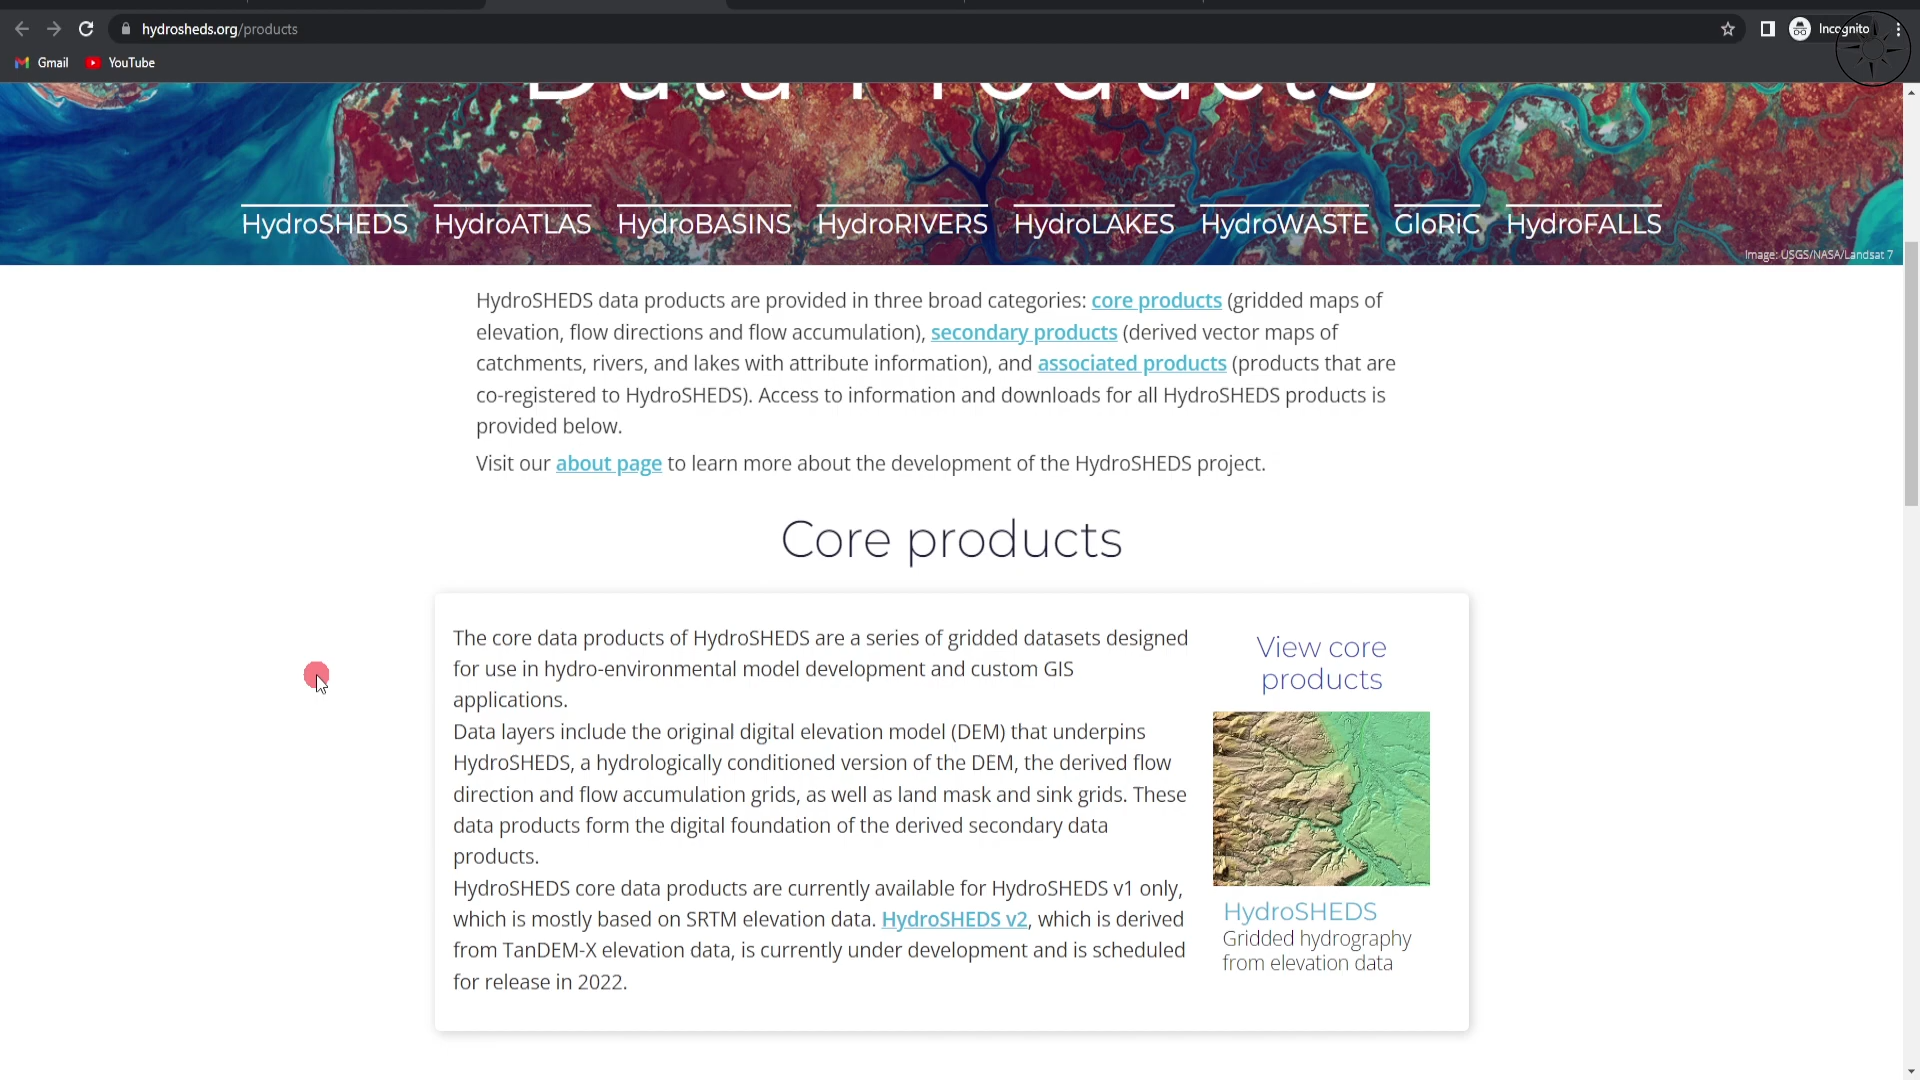 hydrosheds.org/products
Incognito
Gmail
YouTube
Data Products
HydroSHEDS HydroATLAS HydroBASINS HydroRIVERS HydroLAKES HydroWASTE GloRiC HydroFALLS
Image: USGS/NASA/Landsat 7
HydroSHEDS data products are provided in three broad categories: core products (gridded maps of
elevation, flow directions and flow accumulation), secondary products (derived vector maps of
catchments, rivers, and lakes with attribute information), and associated products (products that are
co-registered to HydroSHEDS). Access to information and downloads for all HydroSHEDS products is
provided below.
Visit our about page to learn more about the development of the HydroSHEDS project.
Core products
The core data products of HydroSHEDS are a series of gridded datasets designed
for use in hydro-environmental model development and custom GIS
applications.
Data layers include the original digital elevation model (DEM) that underpins
HydroSHEDS, a hydrologically conditioned version of the DEM, the derived flow
direction and flow accumulation grids, as well as land mask and sink grids. These
data products form the digital foundation of the derived secondary data
products.
HydroSHEDS core data products are currently available for HydroSHEDS v1 only,
which is mostly based on SRTM elevation data. HydroSHEDS v2, which is derived
from TanDEM-X elevation data, is currently under development and is scheduled
for release in 2022.
View core
products
HydroSHEDS
Gridded hydrography
from elevation data